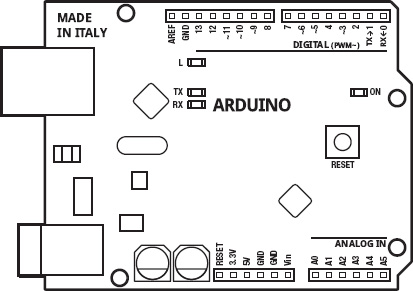 MADE
IN ITALY
AREF
GND
13
12
~11
~10
~9
8
7
~6
~5
4
~3
2
TX→1
RX←0
DIGITAL (PWM~)
L
TX
RX
ARDUINO
ON
RESET
ANALOG IN
RESET
3.3V
5V
GND
GND
Vin
A0
A1
A2
A3
A4
A5